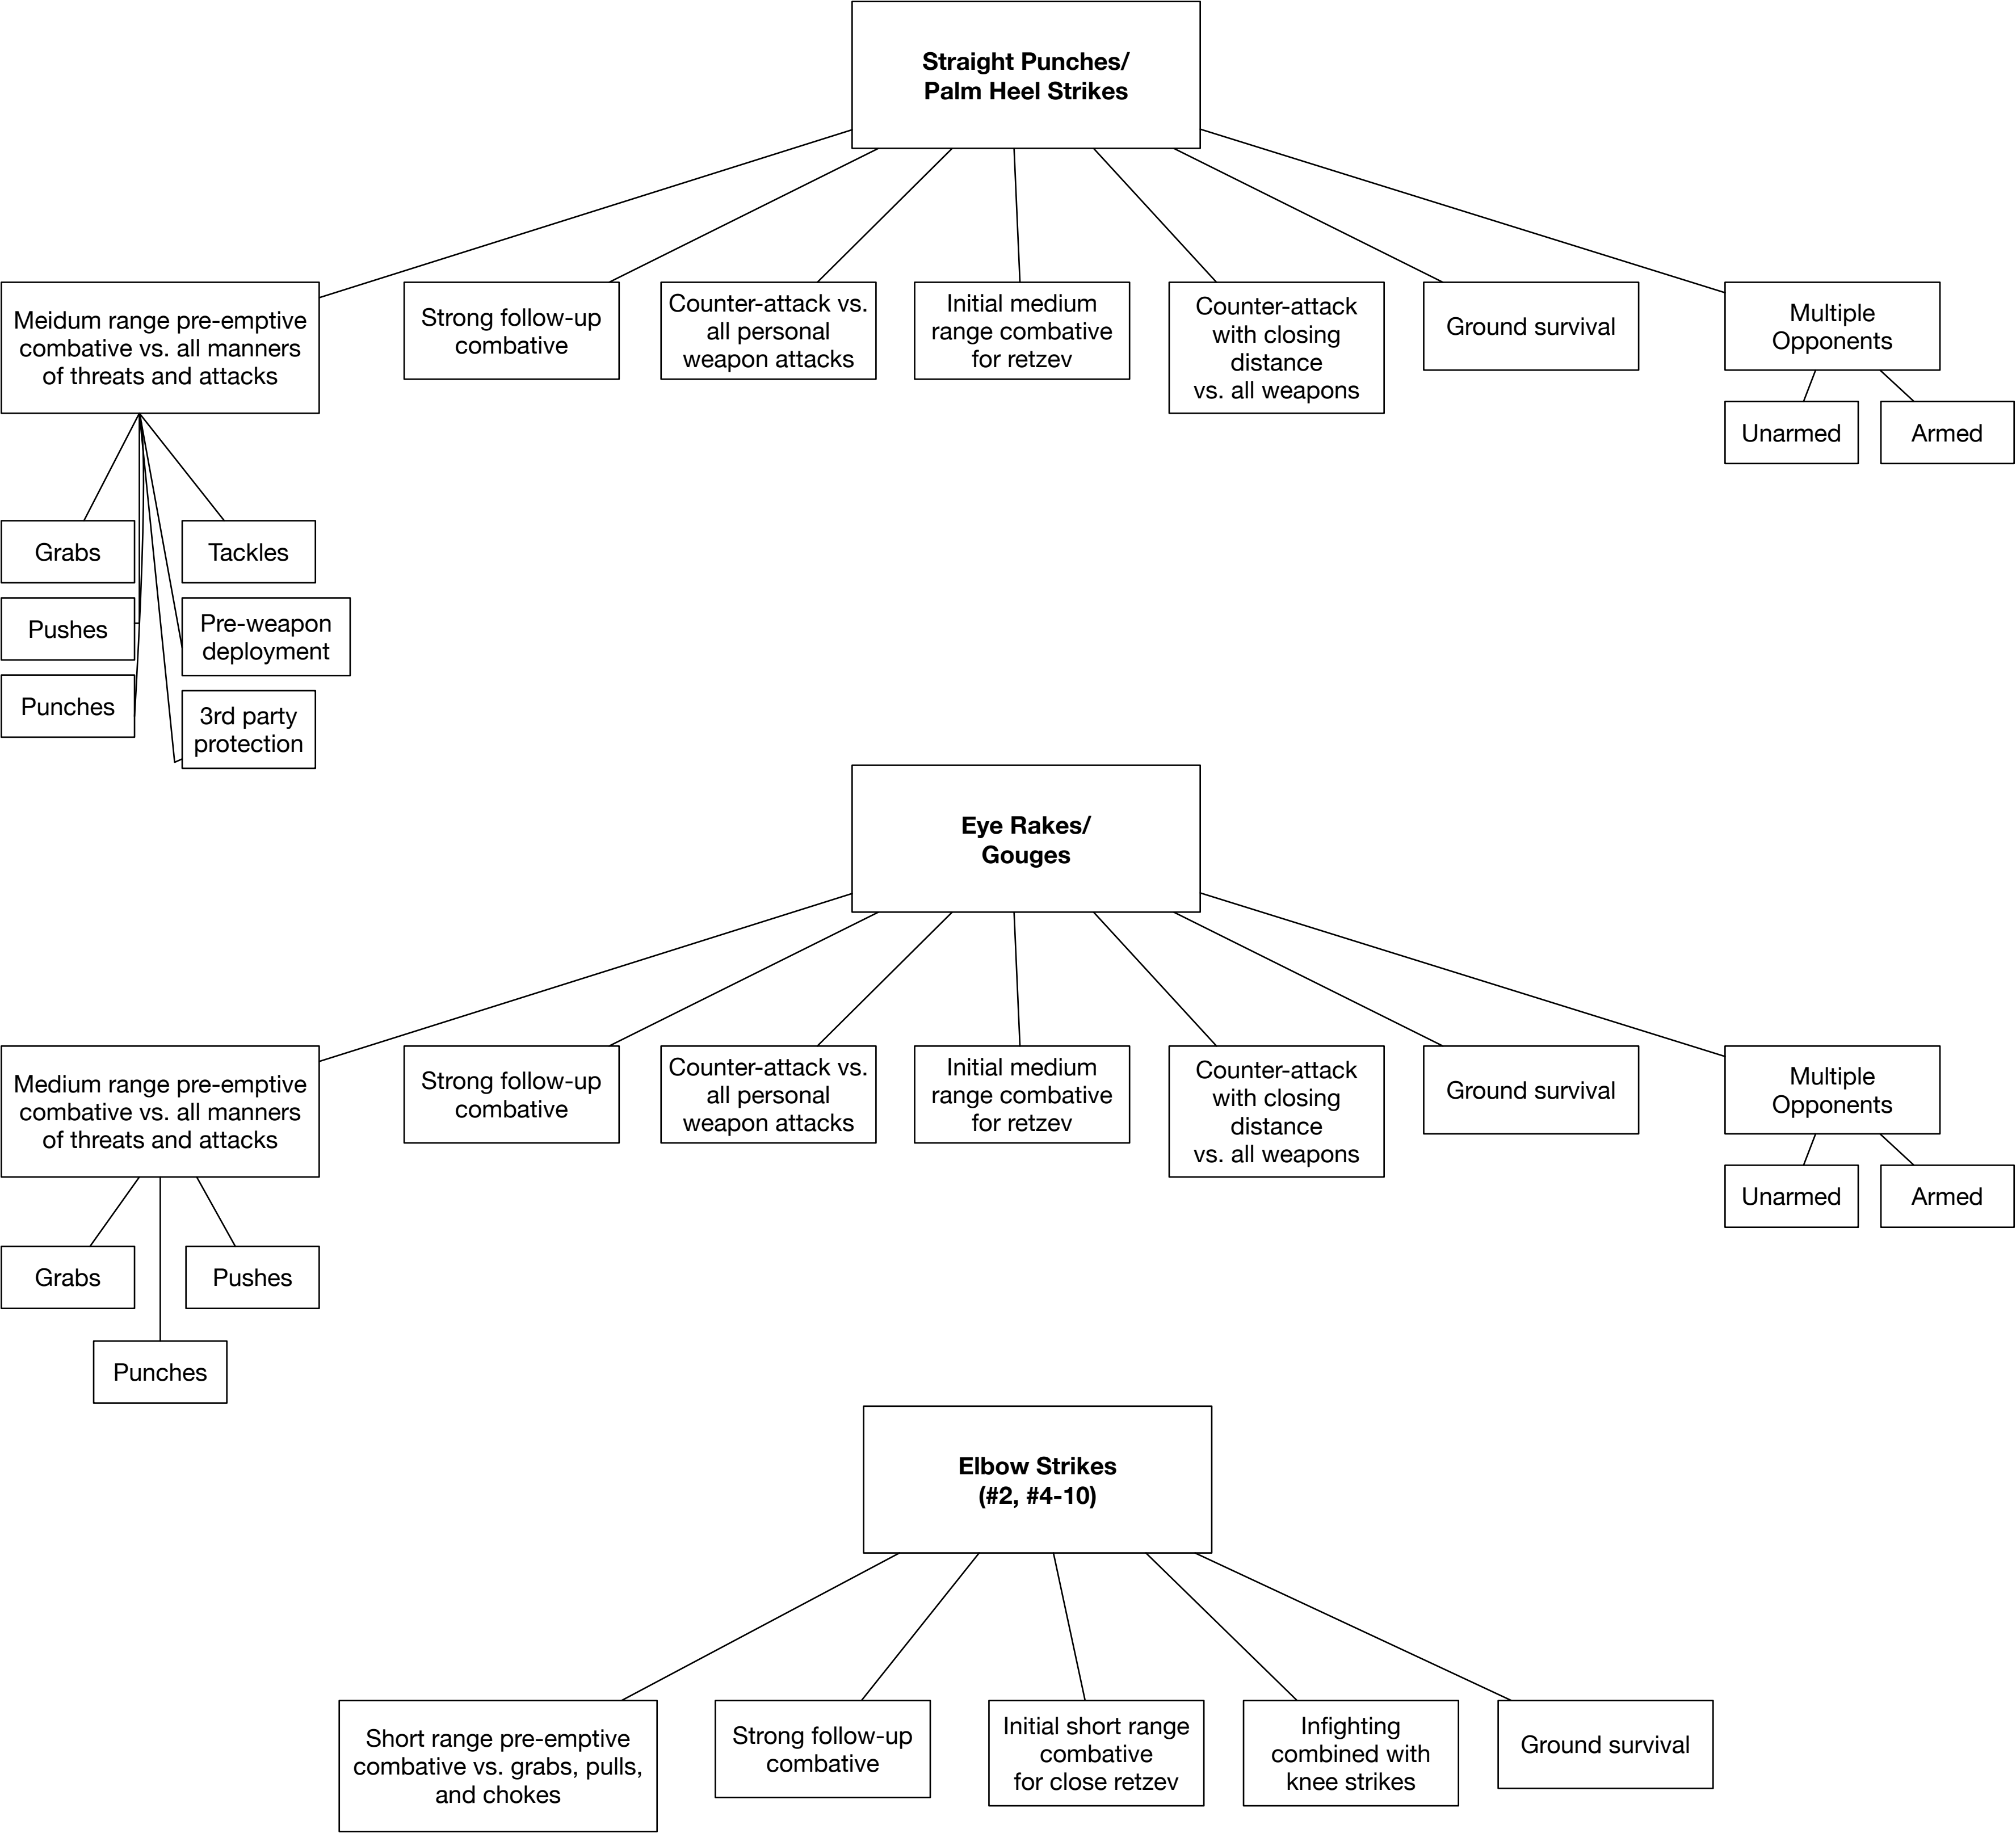 Straight Punches/
Palm Heel Strikes
Meidum range pre-emptive
combative vs. all manners
of threats and attacks
Strong follow-up
combative
Counter-attack vs.
all personal
weapon attacks
Initial medium
range combative
for retzev
Counter-attack
with closing
distance
vs. all weapons
Ground survival
Multiple
Opponents
Unarmed
Armed
Grabs
Tackles
Pushes
Pre-weapon
deployment
Punches
3rd party
protection
Eye Rakes/
Gouges
Medium range pre-emptive
combative vs. all manners
of threats and attacks
Strong follow-up
combative
Counter-attack vs.
all personal
weapon attacks
Initial medium
range combative
for retzev
Counter-attack
with closing
distance
vs. all weapons
Ground survival
Multiple
Opponents
Unarmed
Armed
Grabs
Pushes
Punches
Elbow Strikes
(#2, #4-10)
Short range pre-emptive
combative vs. grabs, pulls,
and chokes
Strong follow-up
combative
Initial short range
combative
for close retzev
Infighting
combined with
knee strikes
Ground survival